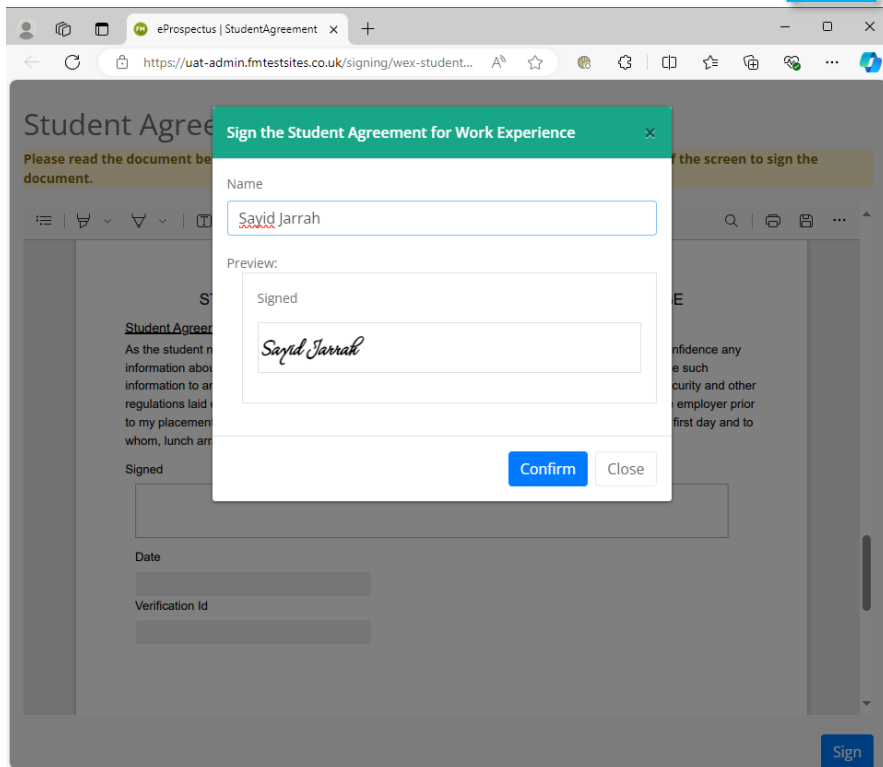 eProspectus | StudentAgreement
https://uat-admin.fmtestsites.co.uk/signing/wex-student...
Student Agree
Sign the Student Agreement for Work Experience ×
Please read the document be
f the screen to sign the
document.
Name
Sayid Jarrah
Preview:
Signed
Sayid Jarrah
S
E
Student Agreer
As the student n
nfidence any
information abou
e such
information to an
curity and other
regulations laid
employer prior
to my placement
first day and to
whom, lunch arr
Confirm
Close
Signed
Date
Verification Id
Sign